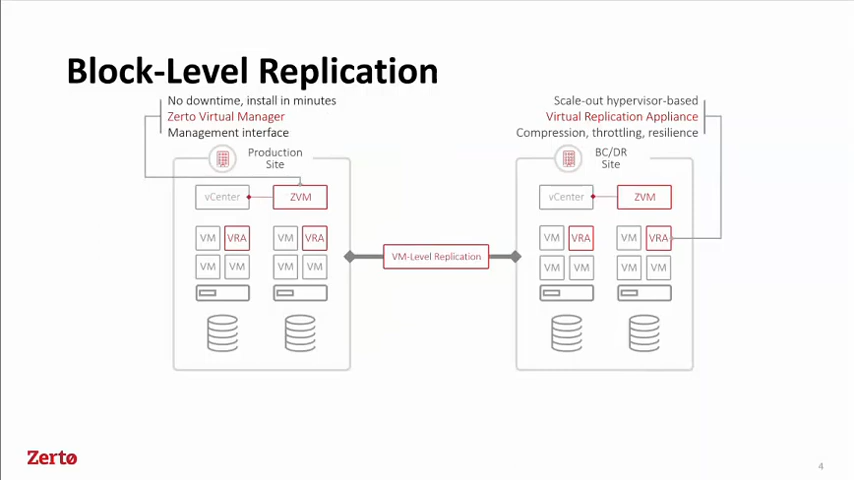 Block-Level Replication
No downtime, install in minutes
Zerto Virtual Manager
Management interface
Scale-out hypervisor-based
Virtual Replication Appliance
Compression, throttling, resilience
Production
Site
BC/DR
Site
vCenter
ZVM
vCenter
ZVM
VM VRA VM VRA
VM VM VM VM
VM-Level Replication
VM VRA VM VRA
VM VM VM VM
Zerto
4